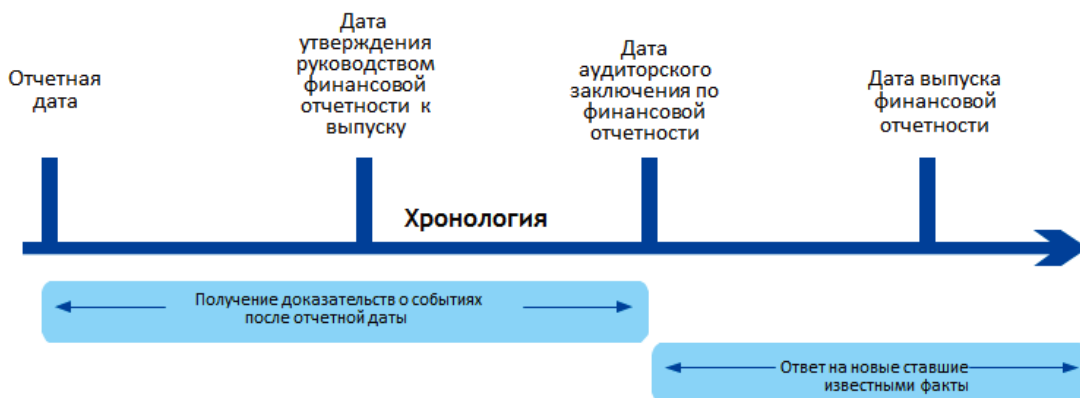 Отчетная
дата
Дата
утверждения
руководством
финансовой
отчетности к
выпуску
Дата
аудиторского
заключения по
финансовой
отчетности
Дата выпуска
финансовой
отчетности
Хронология
Получение доказательств о событиях
после отчетной даты
Ответ на новые ставшие
известными факты